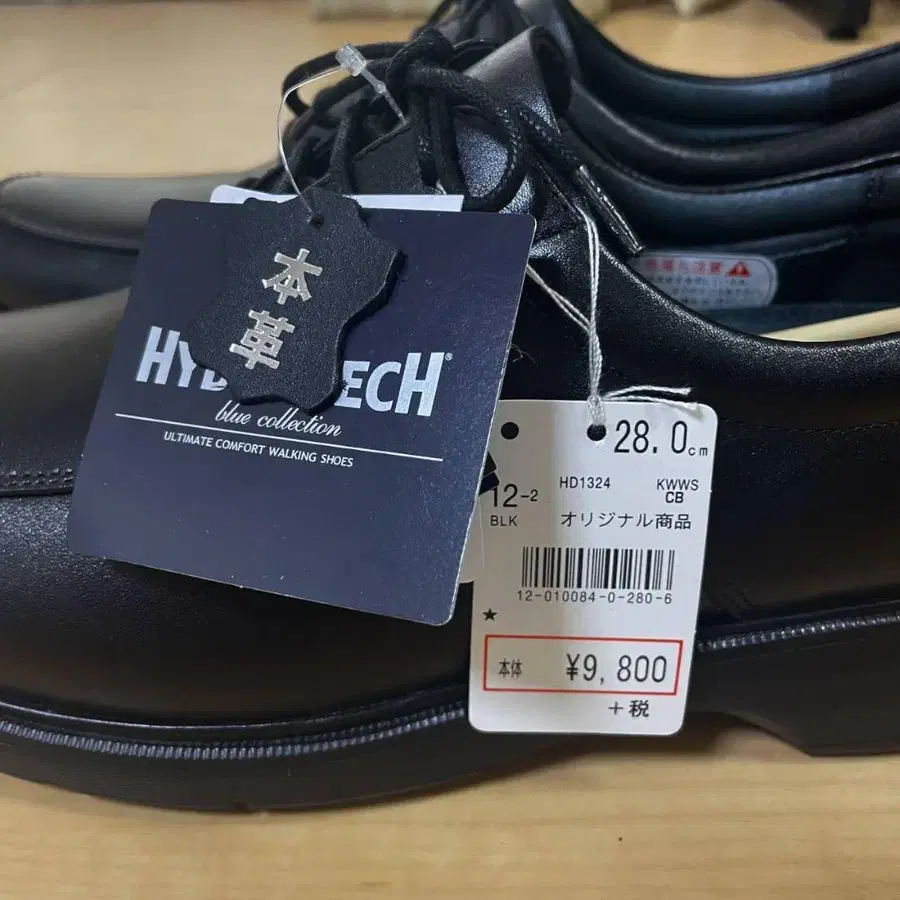 本革
HYD ECH®
blue collection
ULTIMATE COMFORT WALKING SHOES
28.0cm
12-2 HD1324 KWWS
CB
BLK オリジナル商品
12-010084-0-280-6
★
本体 ¥9,800
+税